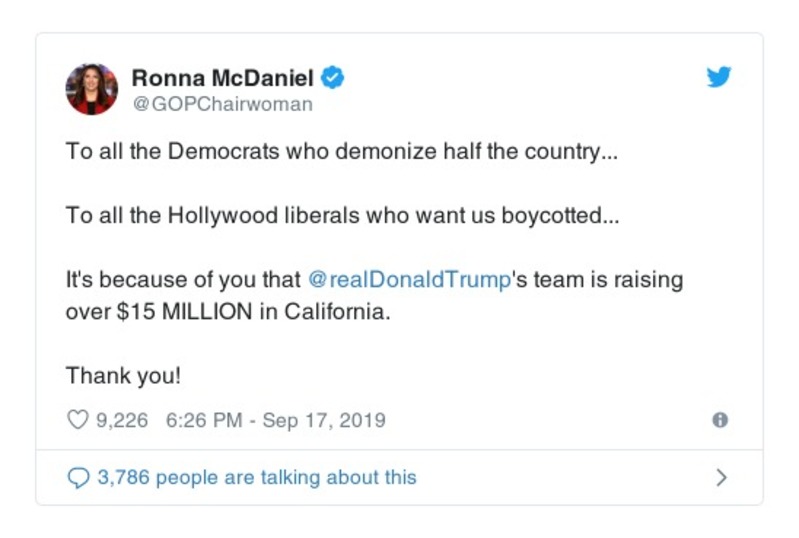 Ronna McDaniel
@GOPChairwoman
To all the Democrats who demonize half the country...
To all the Hollywood liberals who want us boycotted...
It's because of you that @realDonaldTrump's team is raising
over $15 MILLION in California.
Thank you!
9,226 6:26 PM - Sep 17, 2019
3,786 people are talking about this